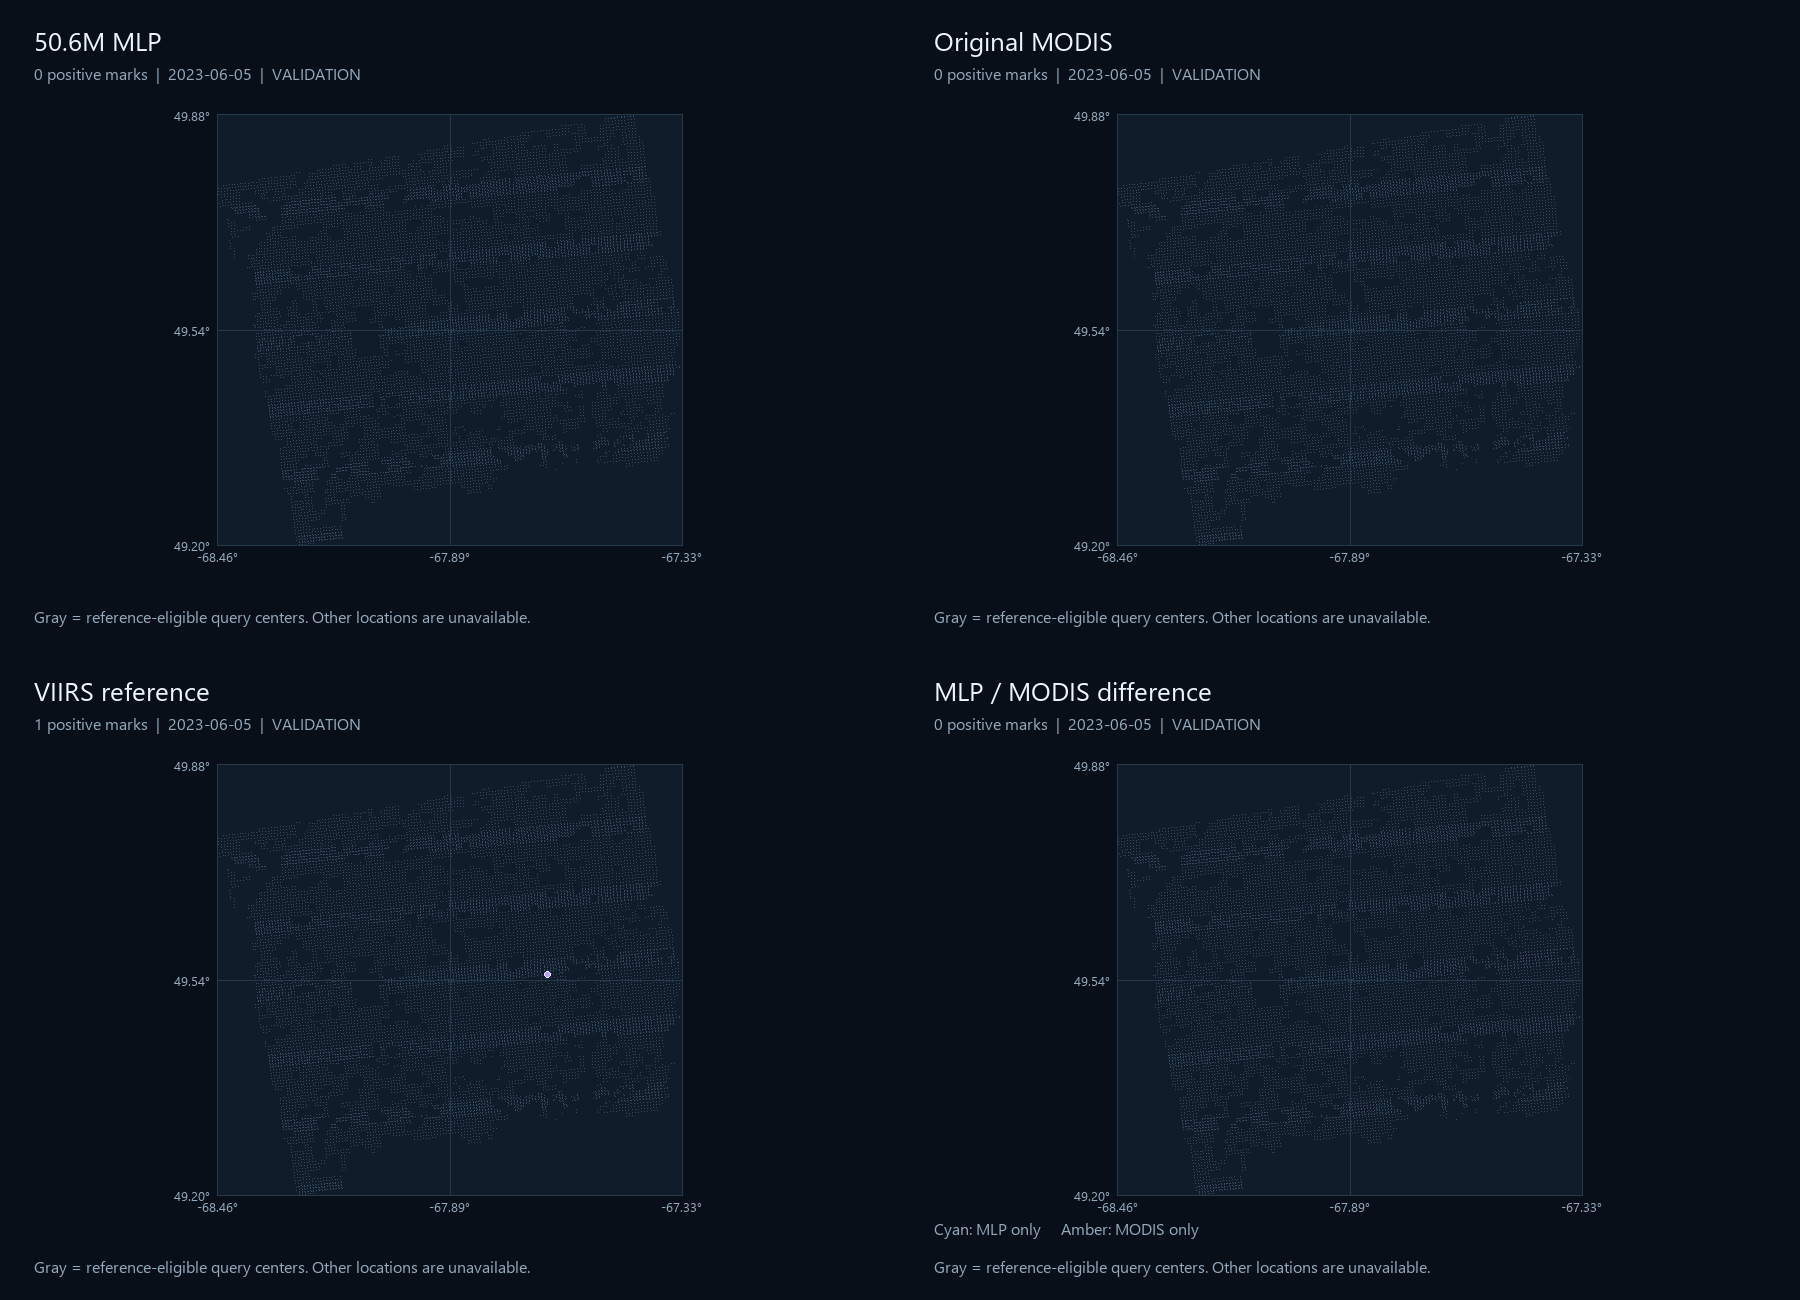 50.6M MLP
0 positive marks | 2023-06-05 | VALIDATION
49.88°
49.54°
49.20°
-68.46°
-67.89°
-67.33°
Gray = reference-eligible query centers. Other locations are unavailable.
Original MODIS
0 positive marks | 2023-06-05 | VALIDATION
49.88°
49.54°
49.20°
-68.46°
-67.89°
-67.33°
Gray = reference-eligible query centers. Other locations are unavailable.
VIIRS reference
1 positive marks | 2023-06-05 | VALIDATION
49.88°
49.54°
49.20°
-68.46°
-67.89°
-67.33°
Gray = reference-eligible query centers. Other locations are unavailable.
MLP / MODIS difference
0 positive marks | 2023-06-05 | VALIDATION
49.88°
49.54°
49.20°
-68.46°
-67.89°
-67.33°
Cyan: MLP only Amber: MODIS only
Gray = reference-eligible query centers. Other locations are unavailable.